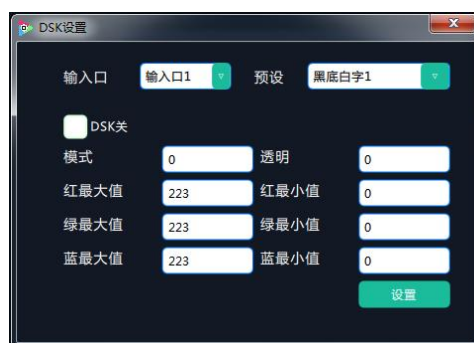 DSK设置
输入口 输入口1 预设 黑底白字1
DSK关
模式 0 透明 0
红最大值 223 红最小值 0
绿最大值 223 绿最小值 0
蓝最大值 223 蓝最小值 0
设置